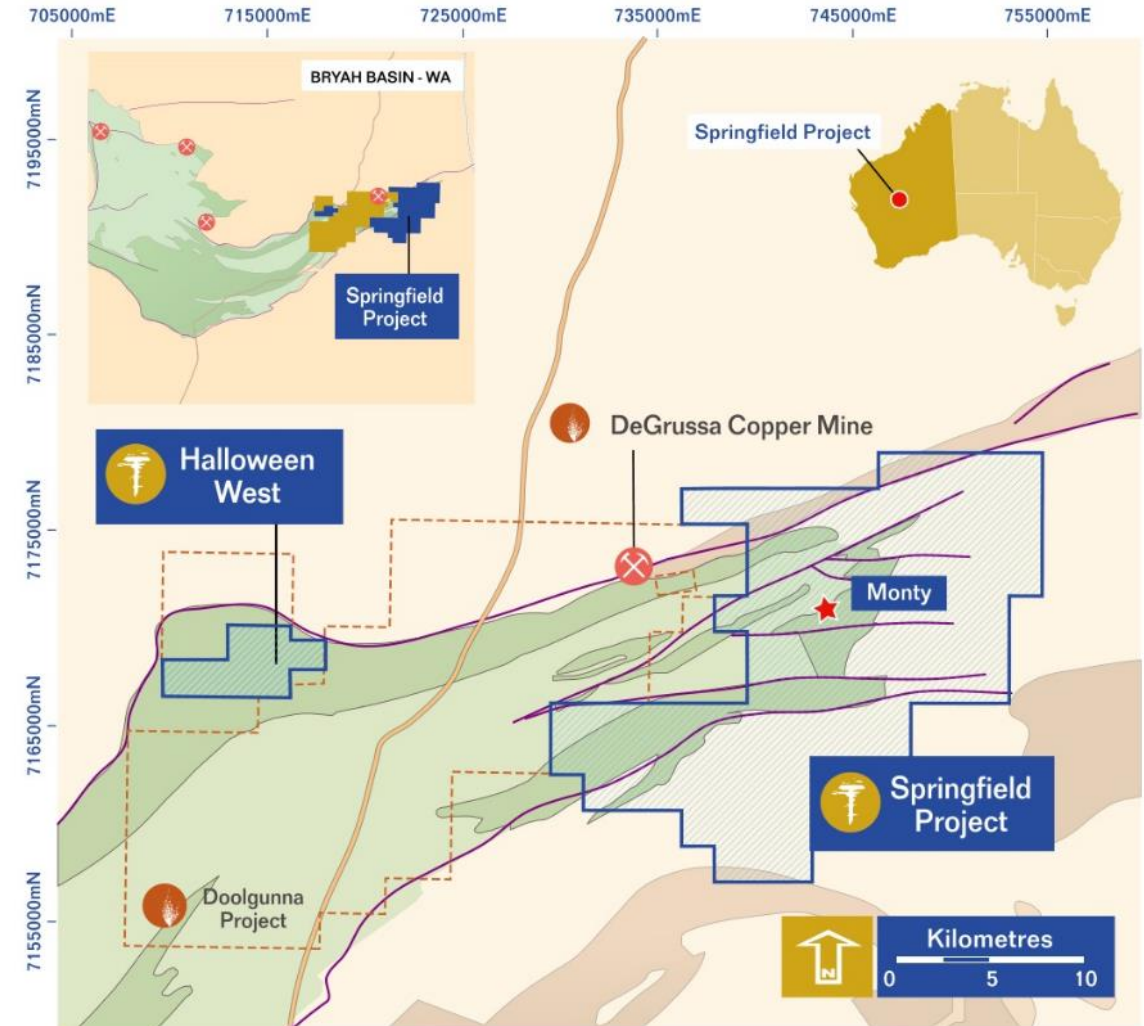 705000mE 715000mE 725000mE 735000mE 745000mE 755000mE
7195000mN
7185000mN
7175000mN
7165000mN
7155000mN
BRYAH BASIN - WA
Springfield
Project
Springfield Project
DeGrussa Copper Mine
Halloween
West
Monty
Springfield
Project
Doolgunna
Project
N
Kilometres
0 5 10